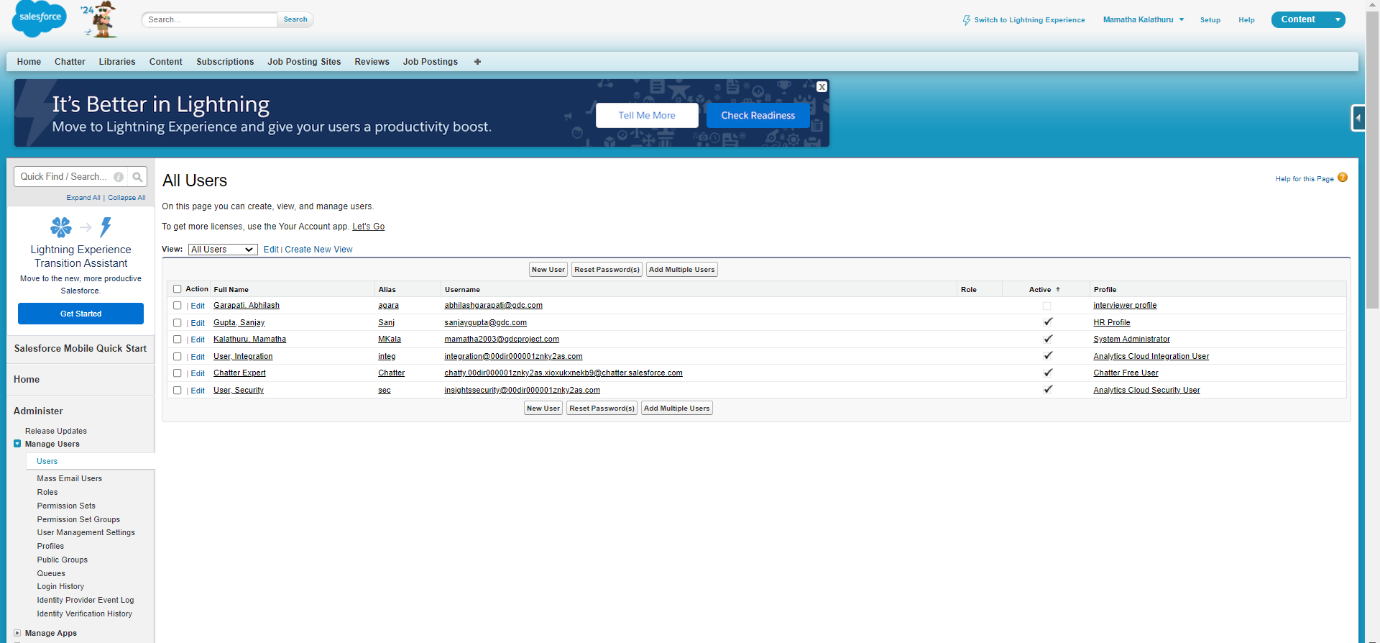 salesforce
'24
Search...
Search
Switch to Lightning Experience
Mamatha Kalathuru
Setup
Help
Content
Home Chatter Libraries Content Subscriptions Job Posting Sites Reviews Job Postings +
It's Better in Lightning
Move to Lightning Experience and give your users a productivity boost.
Tell Me More
Check Readiness
X
Quick Find / Search...
Expand All | Collapse All
Lightning Experience
Transition Assistant
Move to the new, more productive
Salesforce.
Get Started
Salesforce Mobile Quick Start
Home
Administer
Release Updates
Manage Users
Users
Mass Email Users
Roles
Permission Sets
Permission Set Groups
User Management Settings
Profiles
Public Groups
Queues
Login History
Identity Provider Event Log
Identity Verification History
Manage Apps
All Users
Help for this Page
On this page you can create, view, and manage users.
To get more licenses, use the Your Account app. Let's Go
View: All Users Edit | Create New View
New User Reset Password(s) Add Multiple Users
Action Full Name Alias Username Role Active Profile
Edit Garapati, Abhilash agara abhilashgarapati@gdc.com interviewer profile
Edit Gupta, Sanjay Sanj sanjaygupta@gdc.com HR Profile
Edit Kalathuru, Mamatha MKala mamatha2003@gdcproject.com System Administrator
Edit User, Integration integ integration@00dir000001znky2as.com Analytics Cloud Integration User
Edit Chatter Expert Chatter chatty.00dir000001znky2as.xioxukxnekb9@chatter.salesforce.com Chatter Free User
Edit User, Security sec insightssecurity@00dir000001znky2as.com Analytics Cloud Security User
New User Reset Password(s) Add Multiple Users